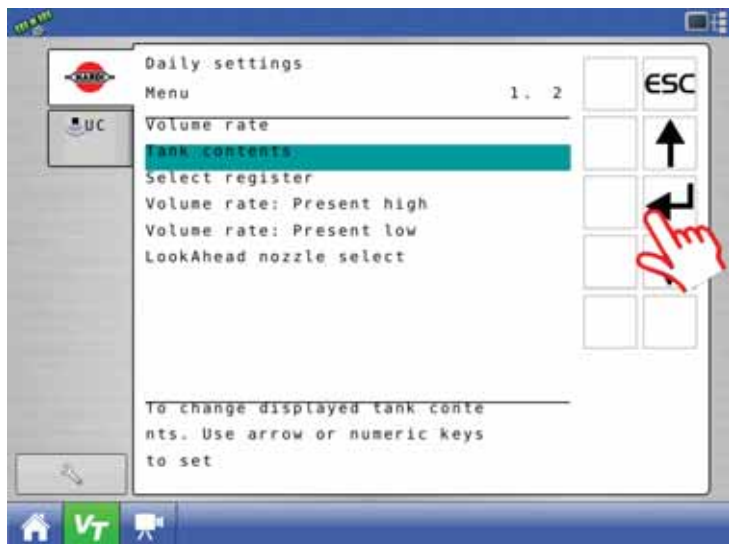 HARDI
UC
Daily settings
Menu 1. 2
ESC
Volume rate
Tank contents
Select register
Volume rate: Present high
Volume rate: Present low
LookAhead nozzle select
To change displayed tank conte
nts. Use arrow or numeric keys
to set
VT